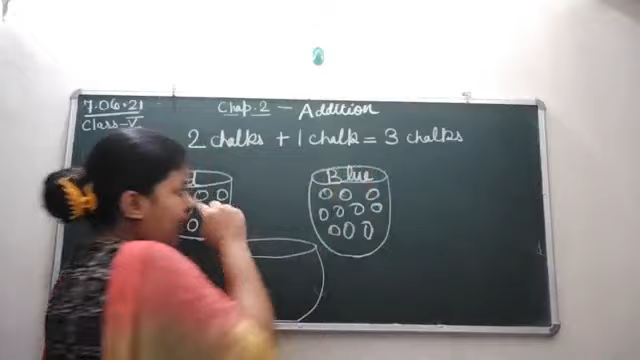 7.06.21
Class-V
Chap. 2 - Addition
2 chalks + 1 chalk = 3 chalks
Blue